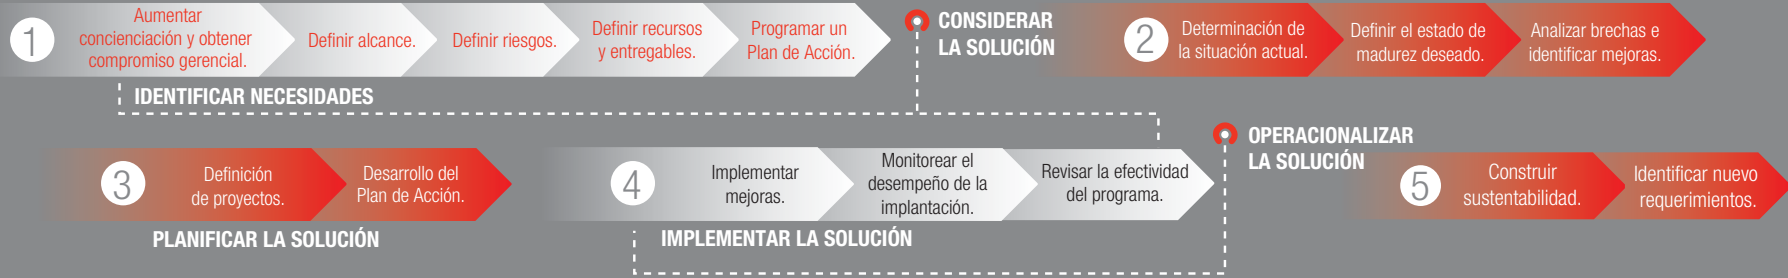 1
Aumentar
concienciación y obtener
compromiso gerencial.
Definir alcance.
Definir riesgos.
Definir recursos
y entregables.
Programar un
Plan de Acción.
IDENTIFICAR NECESIDADES
CONSIDERAR
LA SOLUCIÓN
2
Determinación de
la situación actual.
Definir el estado de
madurez deseado.
Analizar brechas e
identificar mejoras.
3
Definición
de proyectos.
Desarrollo del
Plan de Acción.
PLANIFICAR LA SOLUCIÓN
4
Implementar
mejoras.
Monitorear el
desempeño de la
implantación.
Revisar la efectividad
del programa.
IMPLEMENTAR LA SOLUCIÓN
OPERACIONALIZAR
LA SOLUCIÓN
5
Construir
sustentabilidad.
Identificar nuevo
requerimientos.